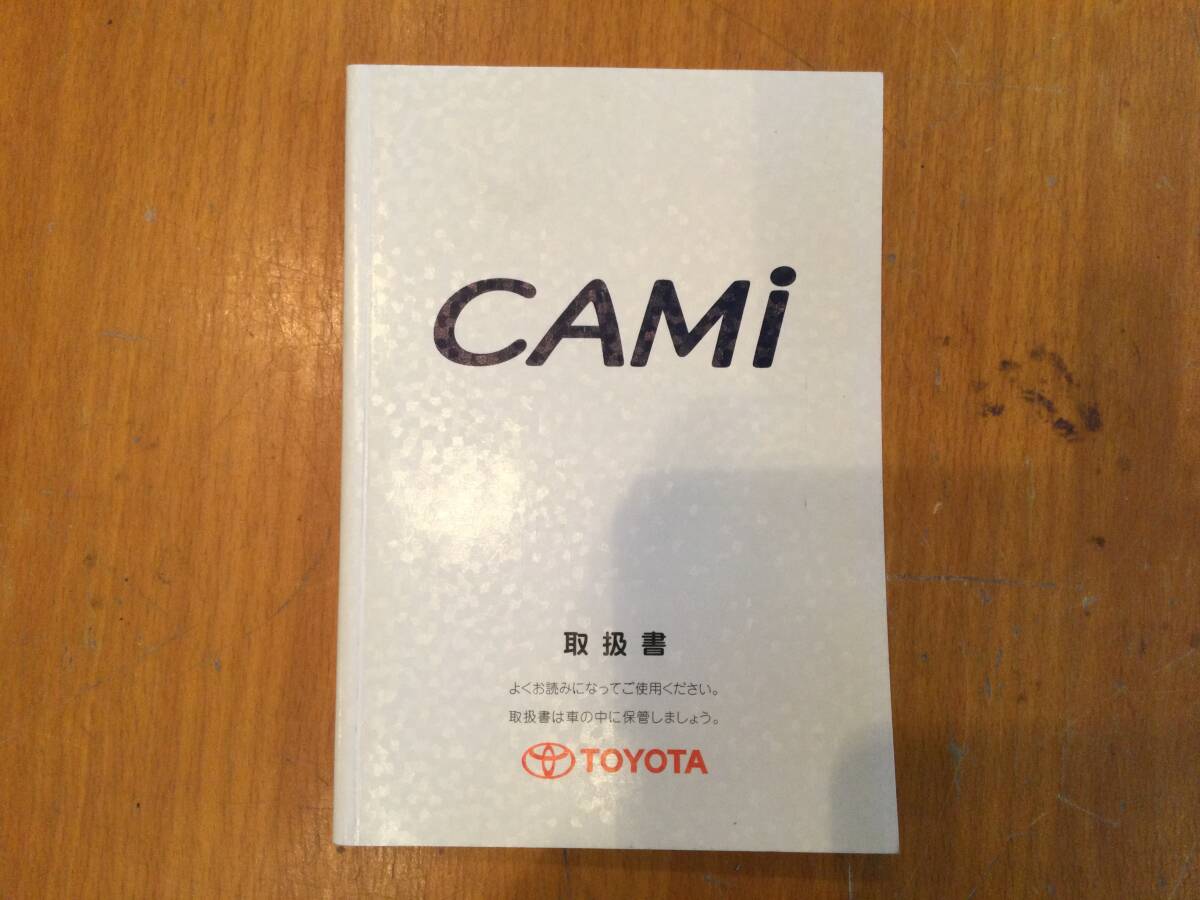 CAMi
取扱書
よくお読みになってご使用ください。
取扱書は車の中に保管しましょう。
TOYOTA